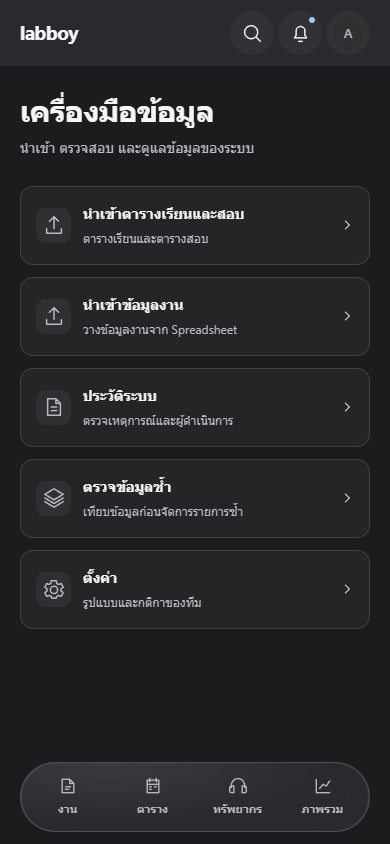 labboy
A
เครื่องมือข้อมูล
นำเข้า ตรวจสอบ และดูแลข้อมูลของระบบ
นำเข้าตารางเรียนและสอบ
ตารางเรียนและตารางสอบ
นำเข้าข้อมูลงาน
วางข้อมูลงานจาก Spreadsheet
ประวัติระบบ
ตรวจเหตุการณ์และผู้ดำเนินการ
ตรวจข้อมูลซ้ำ
เทียบข้อมูลก่อนจัดการรายการซ้ำ
ตั้งค่า
รูปแบบและกติกาของทีม
งาน
ตาราง
ทรัพยากร
ภาพรวม